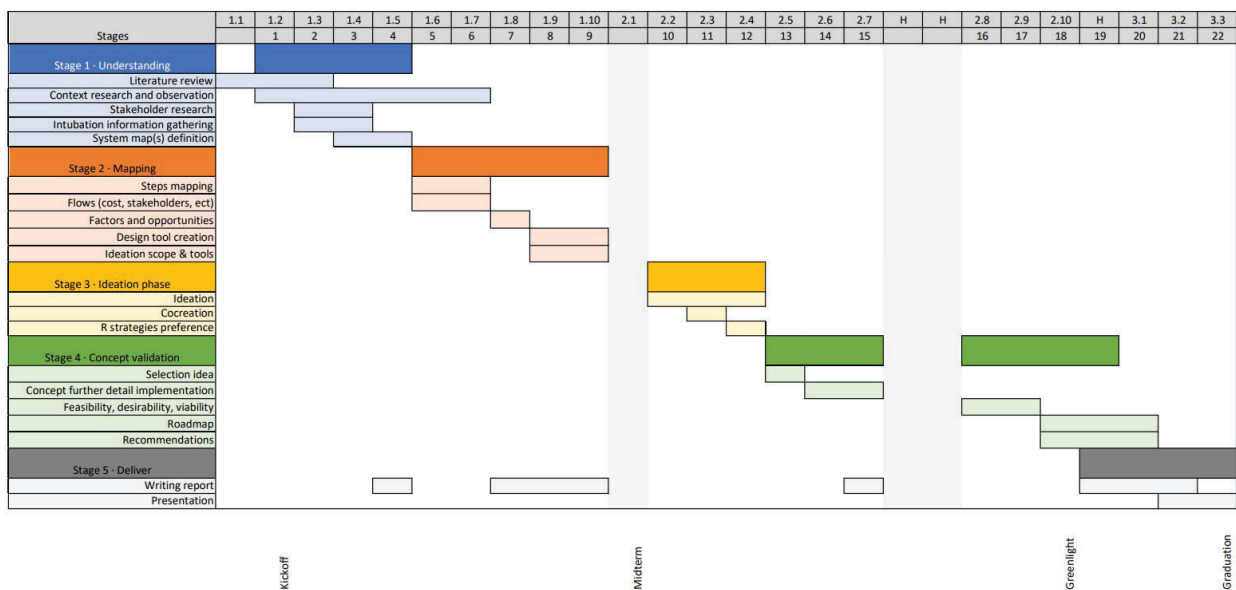 1.1 1.2 1.3 1.4 1.5 1.6 1.7 1.8 1.9 1.10 2.1 2.2 2.3 2.4 2.5 2.6 2.7 H H 2.8 2.9 2.10 H 3.1 3.2 3.3
Stages 1 2 3 4 5 6 7 8 9 10 11 12 13 14 15 16 17 18 19 20 21 22
Stage 1 · Understanding
Literature review
Context research and observation
Stakeholder research
Intubation information gathering
System map(s) definition
Stage 2 · Mapping
Steps mapping
Flows (cost, stakeholders, ect)
Factors and opportunities
Design tool creation
Ideation scope & tools
Stage 3 · Ideation phase
Ideation
Cocreation
R strategies preference
Stage 4 · Concept validation
Selection idea
Concept further detail implementation
Feasibility, desirability, viability
Roadmap
Recommendations
Stage 5 · Deliver
Writing report
Presentation
Kickoff
Midterm
Greenlight
Graduation